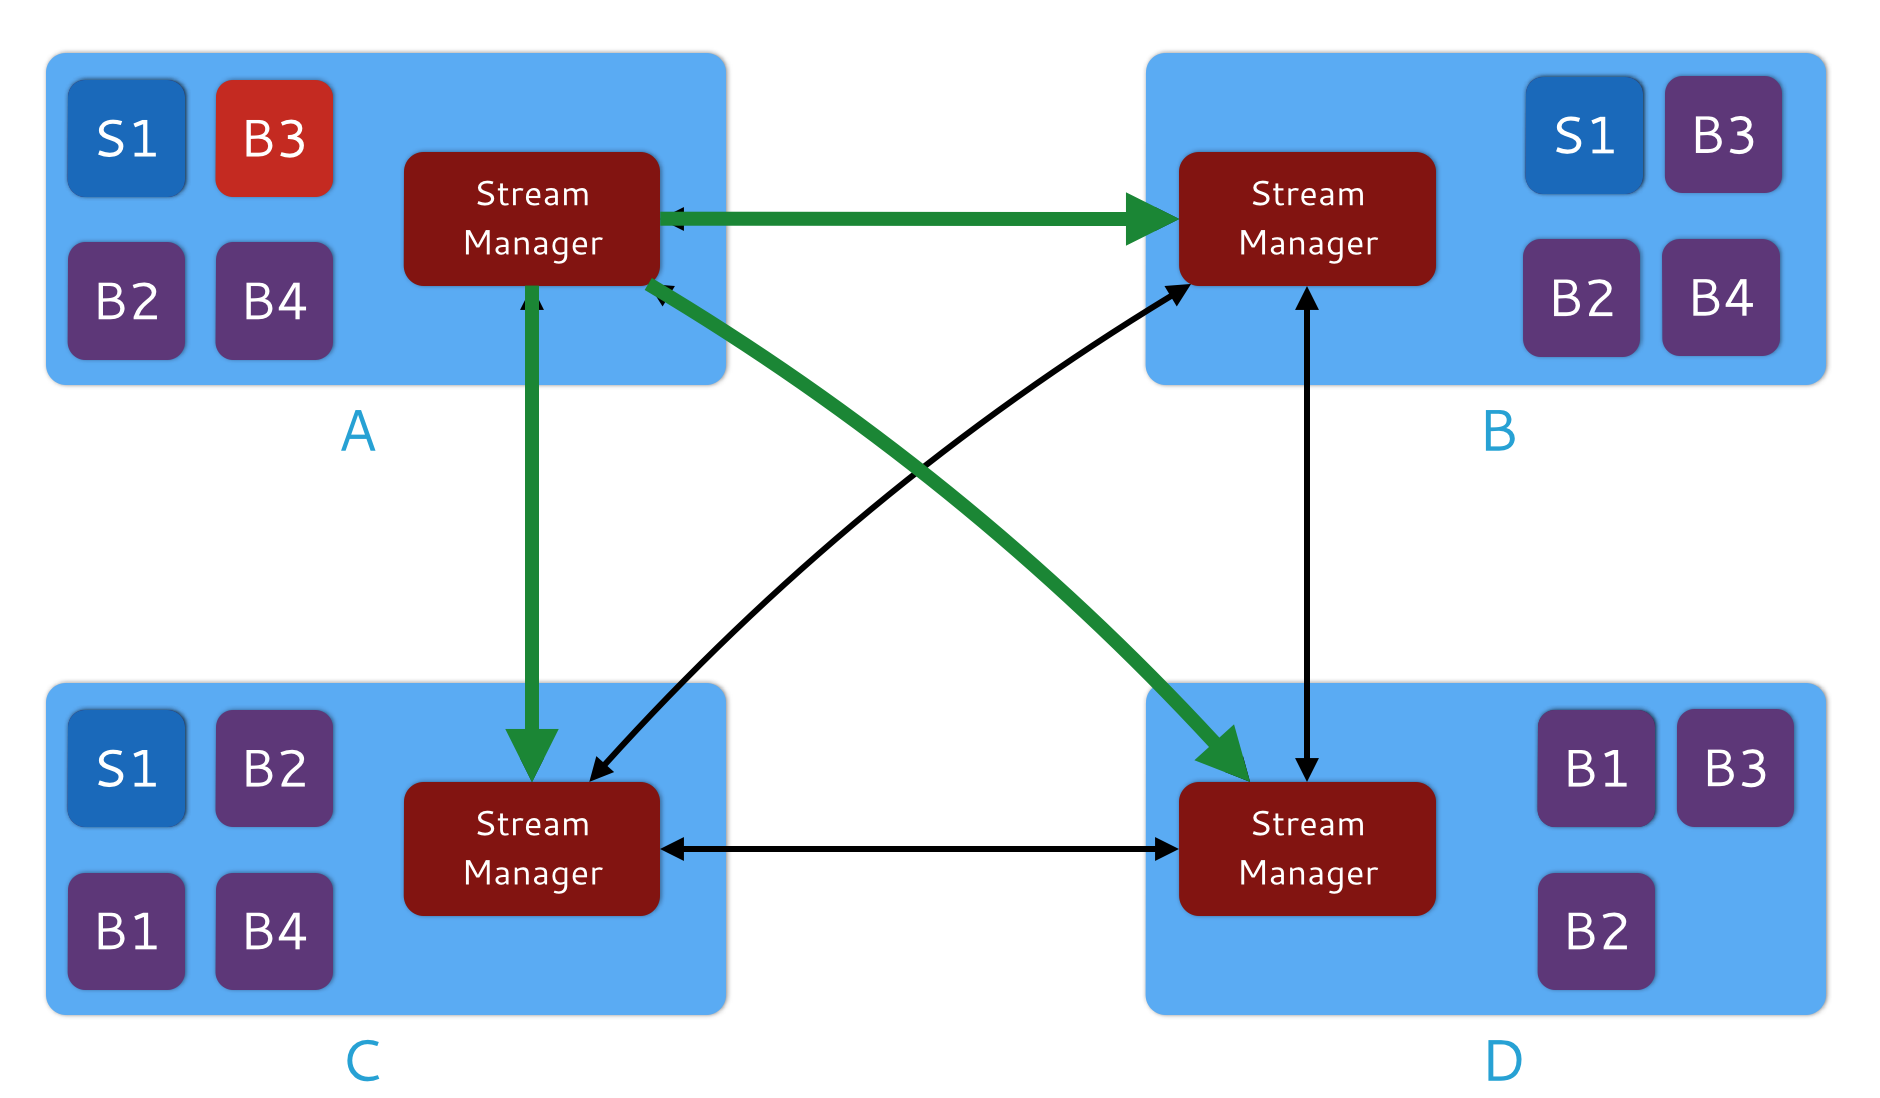 S1
B3
B2
B4
Stream
Manager
A
Stream
Manager
S1
B3
B2
B4
B
S1
B2
B1
B4
Stream
Manager
C
Stream
Manager
B1
B3
B2
D